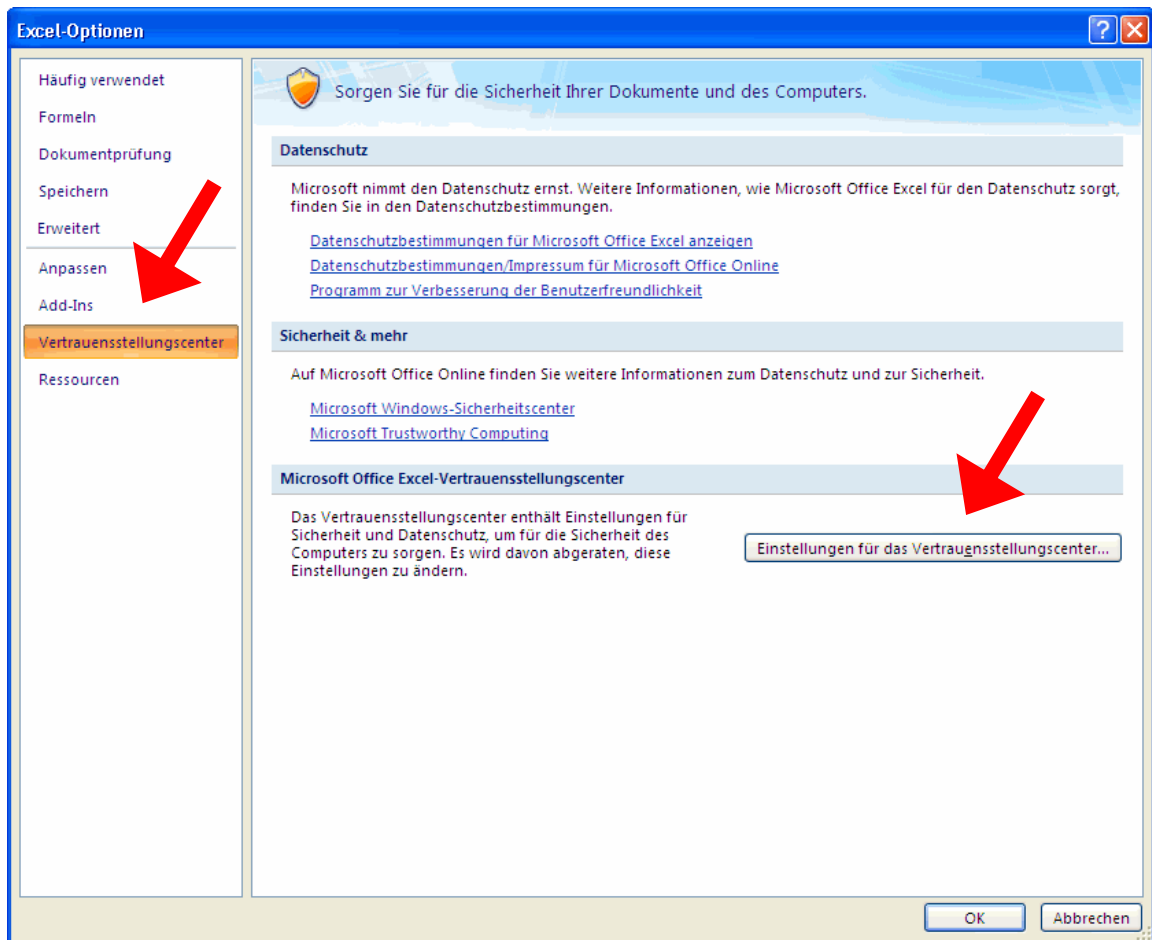 Excel-Optionen
Häufig verwendet
Formeln
Dokumentprüfung
Speichern
Erweitert
Anpassen
Add-Ins
Vertrauensstellungscenter
Ressourcen
Sorgen Sie für die Sicherheit Ihrer Dokumente und des Computers.
Datenschutz
Microsoft nimmt den Datenschutz ernst. Weitere Informationen, wie Microsoft Office Excel für den Datenschutz sorgt,
finden Sie in den Datenschutzbestimmungen.
Datenschutzbestimmungen für Microsoft Office Excel anzeigen
Datenschutzbestimmungen/Impressum für Microsoft Office Online
Programm zur Verbesserung der Benutzerfreundlichkeit
Sicherheit & mehr
Auf Microsoft Office Online finden Sie weitere Informationen zum Datenschutz und zur Sicherheit.
Microsoft Windows-Sicherheitscenter
Microsoft Trustworthy Computing
Microsoft Office Excel-Vertrauensstellungscenter
Das Vertrauensstellungscenter enthält Einstellungen für
Sicherheit und Datenschutz, um für die Sicherheit des
Computers zu sorgen. Es wird davon abgeraten, diese
Einstellungen zu ändern.
Einstellungen für das Vertrauensstellungscenter...
OK
Abbrechen